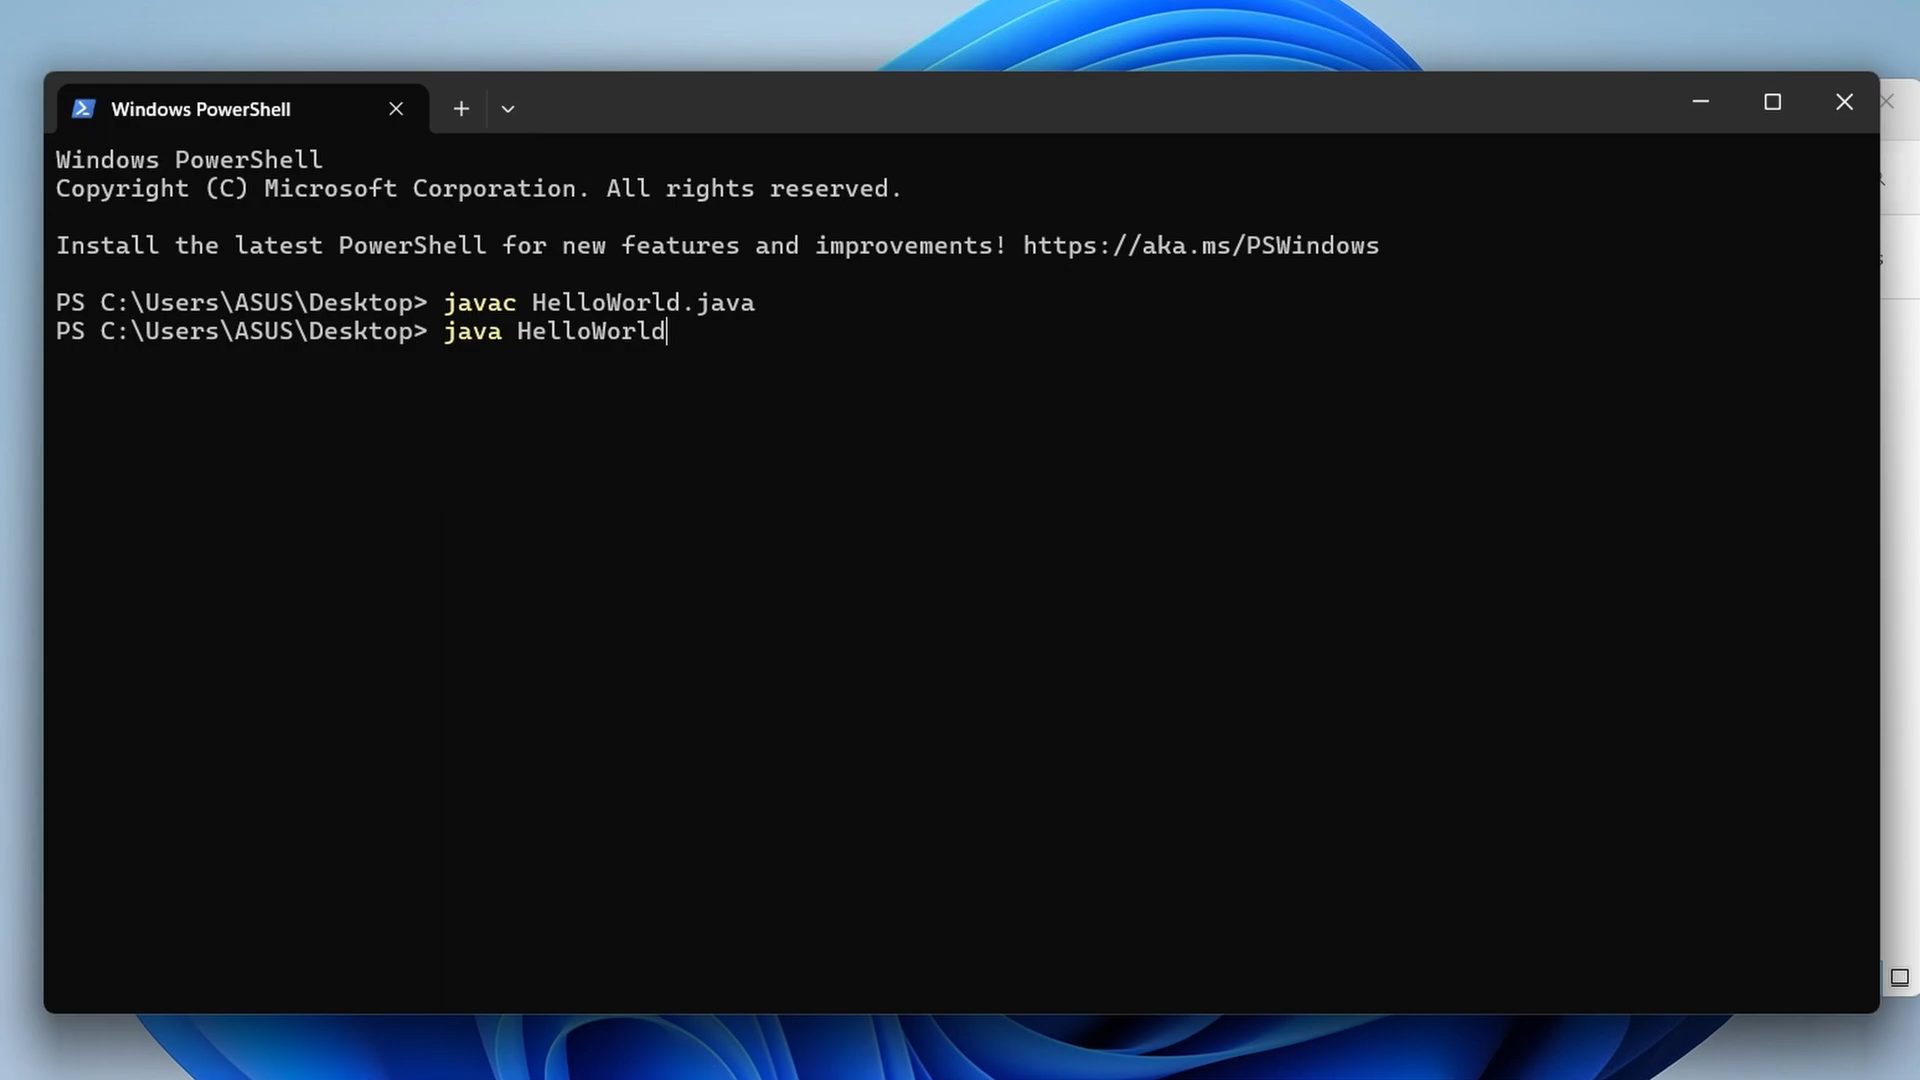 Windows PowerShell
Windows PowerShell
Copyright (C) Microsoft Corporation. All rights reserved.
Install the latest PowerShell for new features and improvements! https://aka.ms/PSWindows
PS C:\Users\ASUS\Desktop> javac HelloWorld.java
PS C:\Users\ASUS\Desktop> java HelloWorld